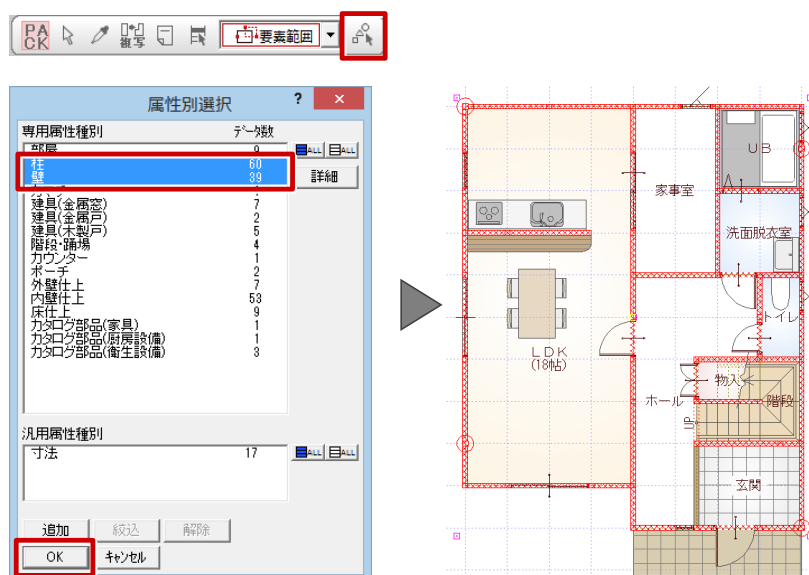 PACK
複写
要素範囲
属性別選択 ? ×
専用属性種別 データ数
部屋 9
ALL ALL
柱 60
壁 39
詳細
建具(金属窓) 7
建具(金属戸) 2
建具(木製戸) 5
階段・踊場 4
カウンター 1
ポーチ 2
外壁仕上 7
内壁仕上 53
床仕上 9
カタログ部品(家具) 1
カタログ部品(厨房設備) 1
カタログ部品(衛生設備) 3
汎用属性種別
寸法 17
ALL ALL
追加 絞込 解除
OK キャンセル
UB
家事室
洗面脱衣室
トイレ
LDK
(18帖)
物入
ホール
階段
UP
玄関